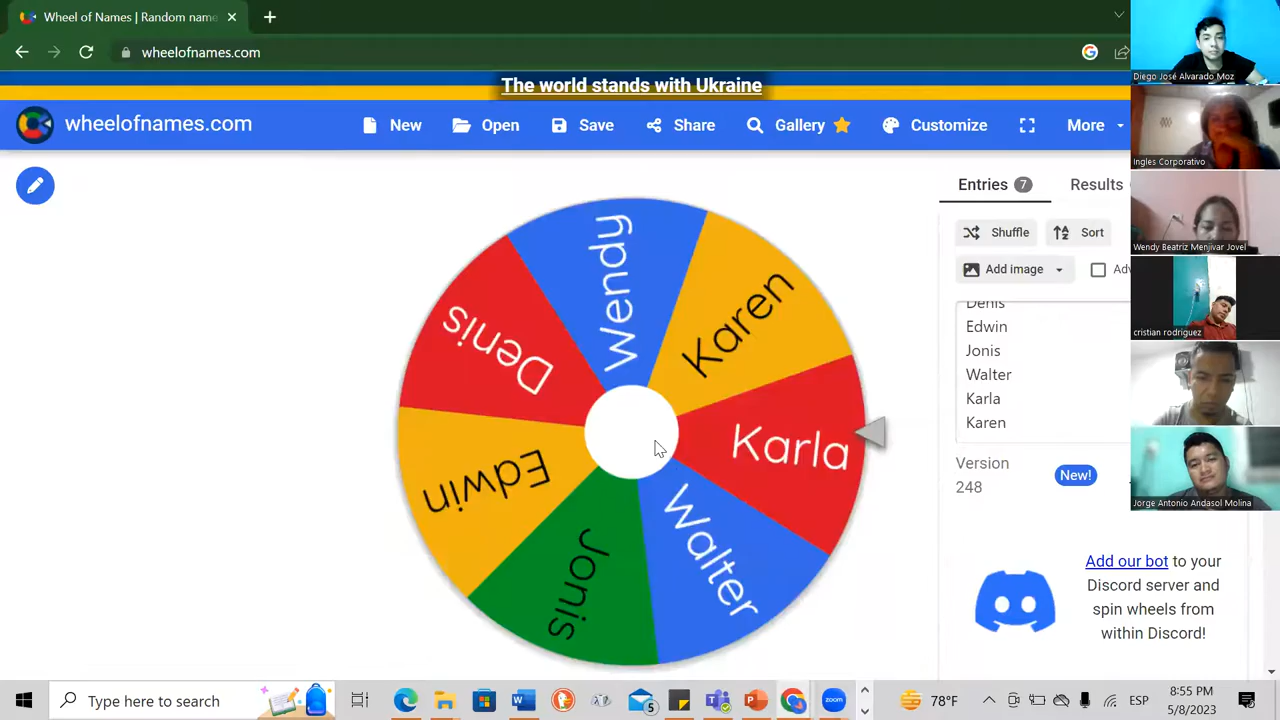 Wheel of Names | Random name
wheelofnames.com
The world stands with Ukraine
wheelofnames.com
New
Open
Save
Share
Gallery
Customize
More
Entries 7
Results
Shuffle
Sort
Add image
Adv
Denis
Edwin
Jonis
Walter
Karla
Karen
Version
248
New!
Add our bot to your
Discord server and
spin wheels from
within Discord!
Wendy
Karen
Karla
Walter
Jonis
Edwin
Denis
Diego José Alvarado Moz
Ingles Corporativo
Wendy Beatriz Menjivar Jovel
cristian rodriguez
Jorge Antonio Andasol Molina
Type here to search
5
zoom
78°F
ESP
8:55 PM
5/8/2023